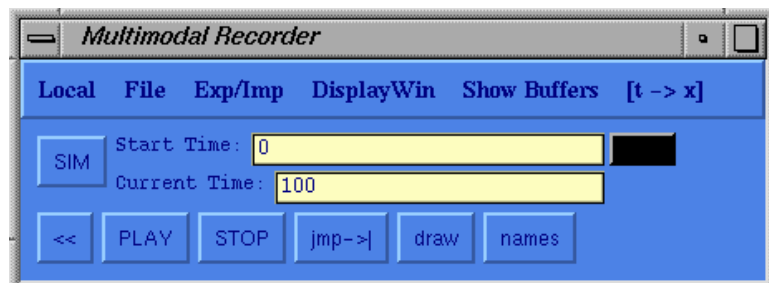 Multimodal Recorder
Local File Exp/Imp DisplayWin Show Buffers [t -> x]
SIM Start Time: 0
Current Time: 100
<< PLAY STOP jmp->| draw names